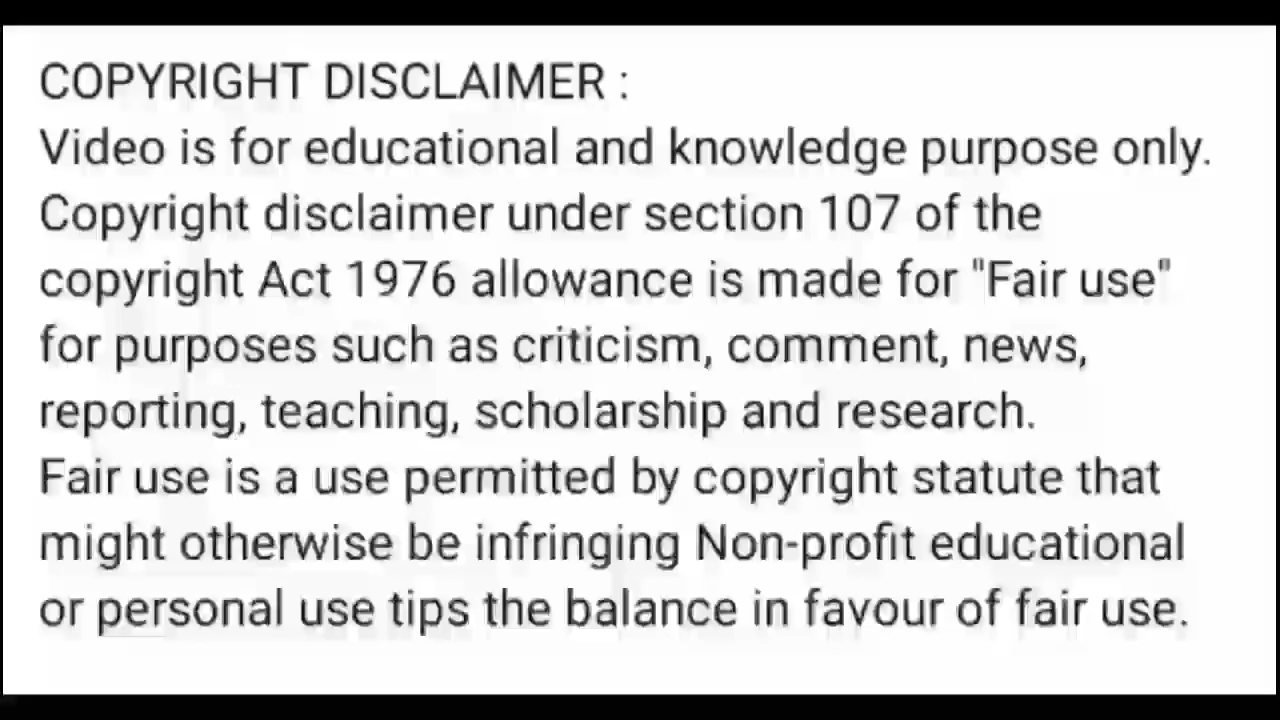 COPYRIGHT DISCLAIMER :
Video is for educational and knowledge purpose only.
Copyright disclaimer under section 107 of the
copyright Act 1976 allowance is made for "Fair use"
for purposes such as criticism, comment, news,
reporting, teaching, scholarship and research.
Fair use is a use permitted by copyright statute that
might otherwise be infringing Non-profit educational
or personal use tips the balance in favour of fair use.